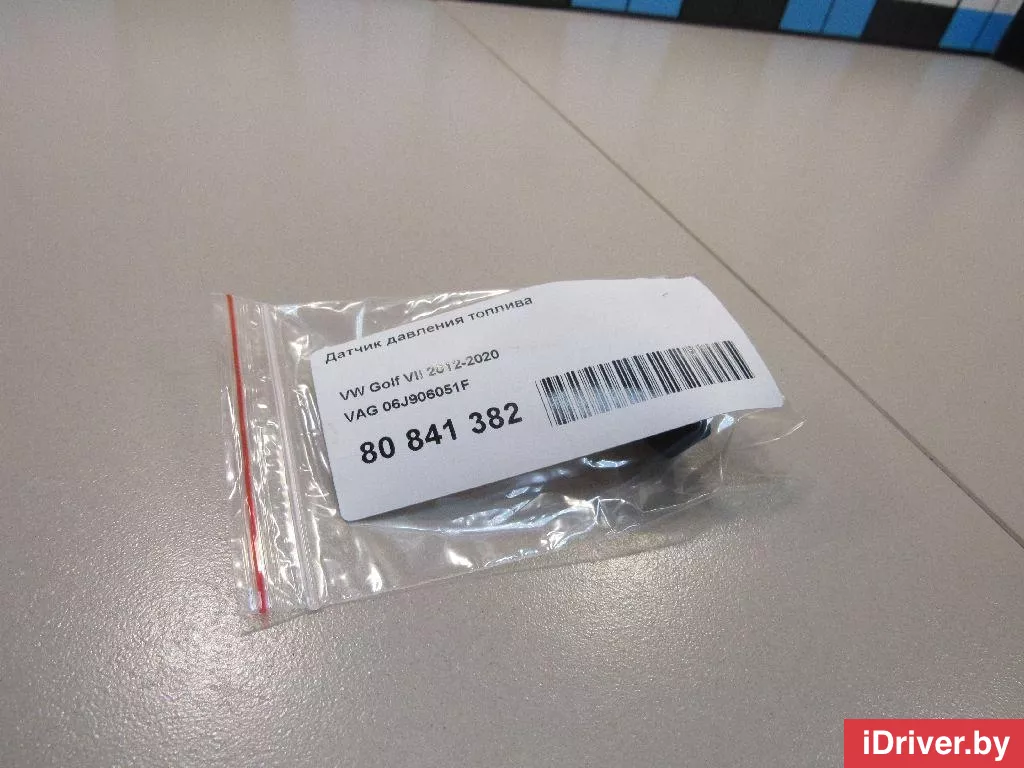 Датчик давления топлива
VW Golf VII 2012-2020
VAG 06J906051F
80 841 382
iDriver.by